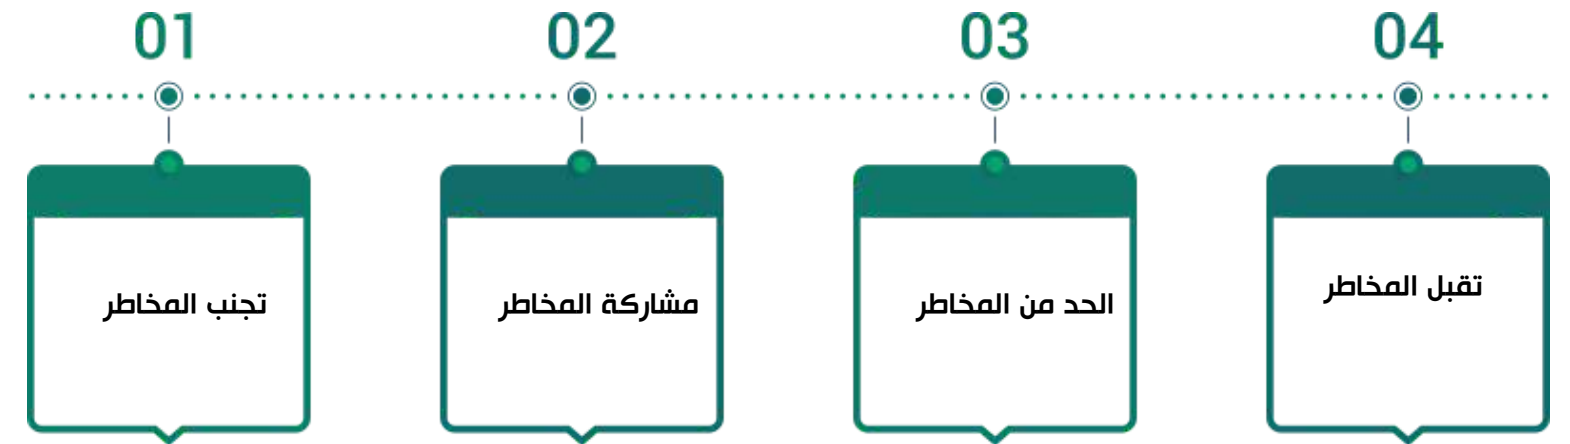 01
02
03
04
تجنب المخاطر
مشاركة المخاطر
الحد من المخاطر
تقبل المخاطر